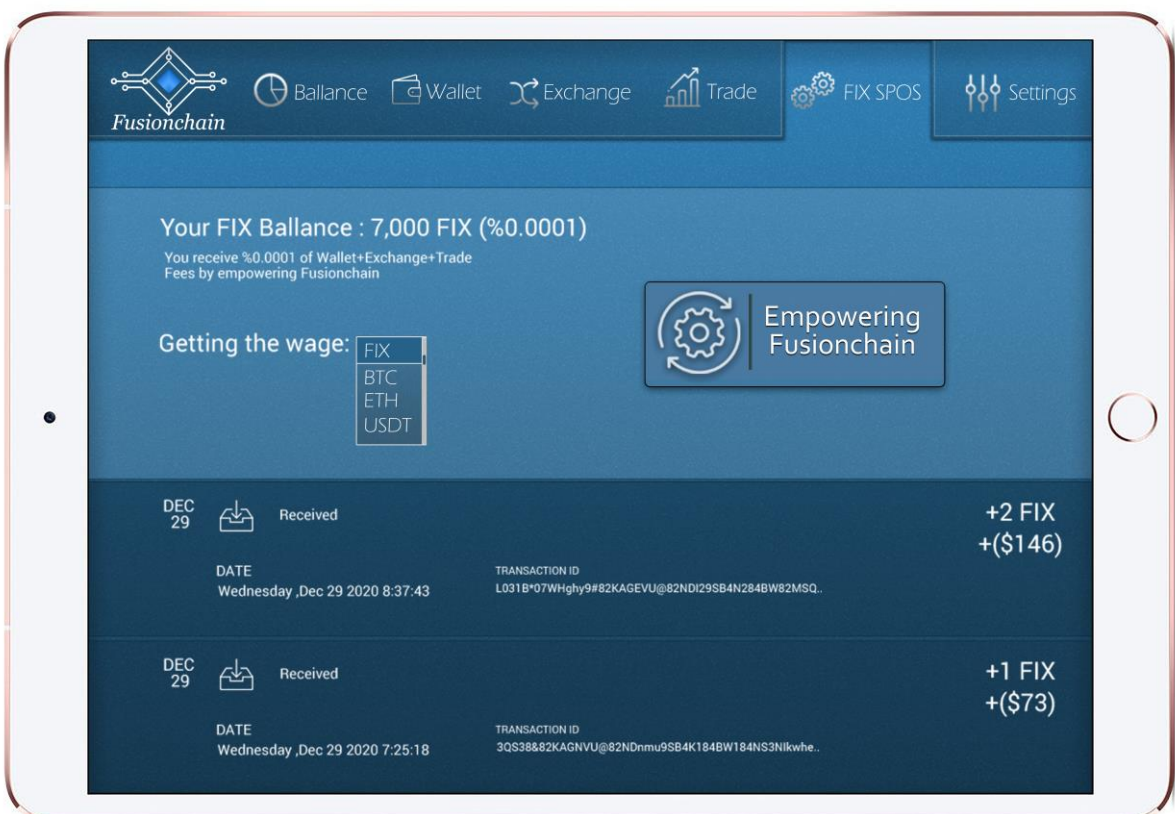 Fusionchain
Ballance
Wallet
Exchange
Trade
FIX SPOS
Settings
Your FIX Ballance : 7,000 FIX (%0.0001)
You receive %0.0001 of Wallet+Exchange+Trade
Fees by empowering Fusionchain
Getting the wage:
FIX
BTC
ETH
USDT
Empowering
Fusionchain
DEC
29
Received
+2 FIX
+($146)
DATE
Wednesday ,Dec 29 2020 8:37:43
TRANSACTION ID
L031B*07WHghy9#82KAGEVU@82NDI29SB4N284BW82MSQ..
DEC
29
Received
+1 FIX
+($73)
DATE
Wednesday ,Dec 29 2020 7:25:18
TRANSACTION ID
3QS38&82KAGNVU@82NDnmu9SB4K184BW184NS3NIkwhe..